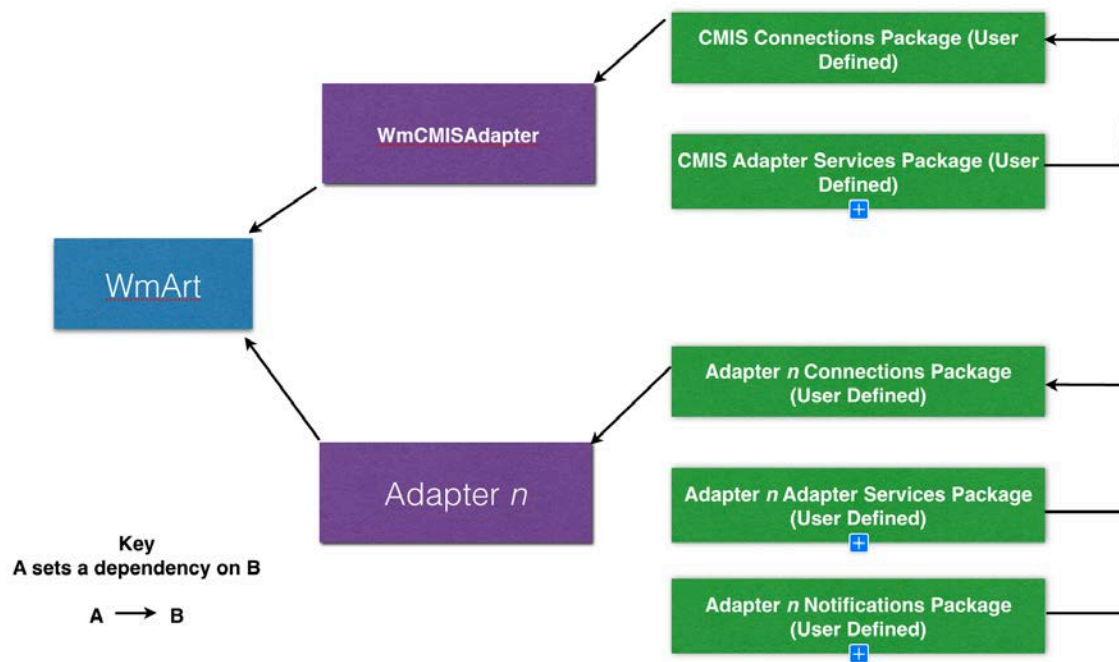 CMIS Connections Package (User
Defined)
WmCMISAdapter
CMIS Adapter Services Package (User
Defined)
WmArt
Adapter n Connections Package
(User Defined)
Adapter n
Adapter n Adapter Services Package
(User Defined)
Key
A sets a dependency on B
A B
Adapter n Notifications Package
(User Defined)